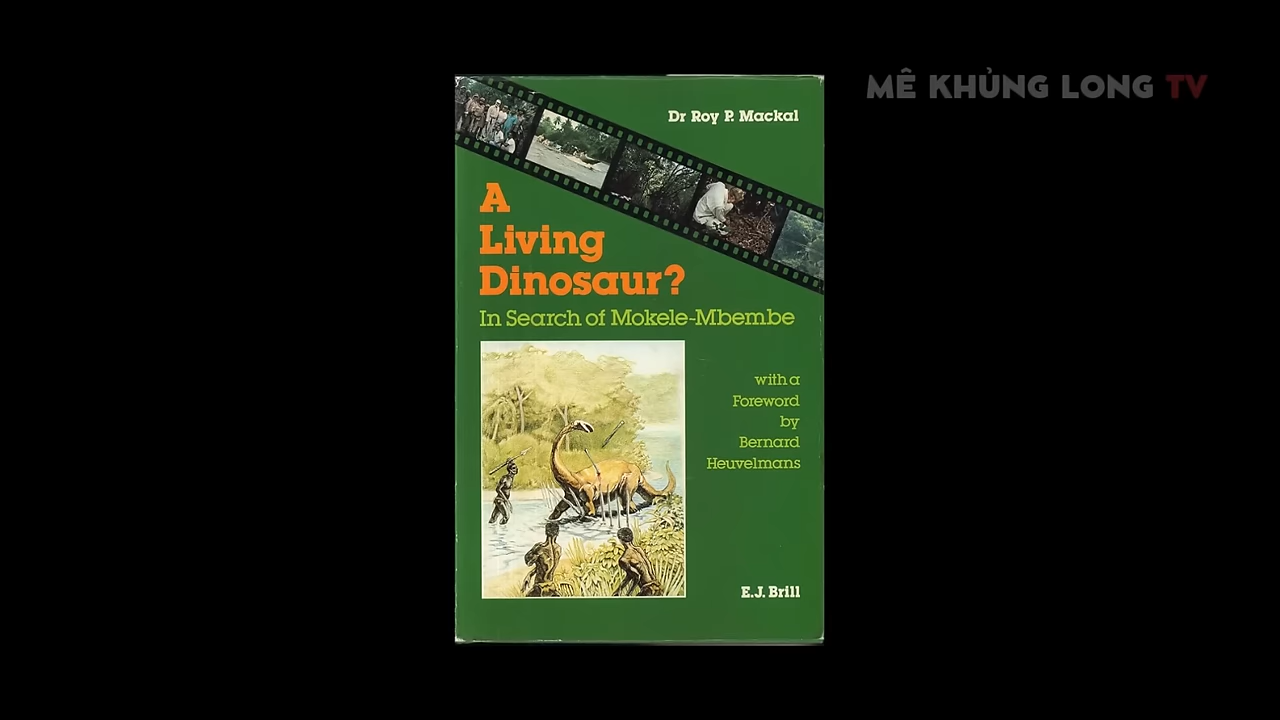 MÊ KHỦNG LONG TV
Dr Roy P. Mackal
A
Living
Dinosaur?
In Search of Mokele-Mbembe
with a
Foreword
by
Bernard
Heuvelmans
E.J. Brill